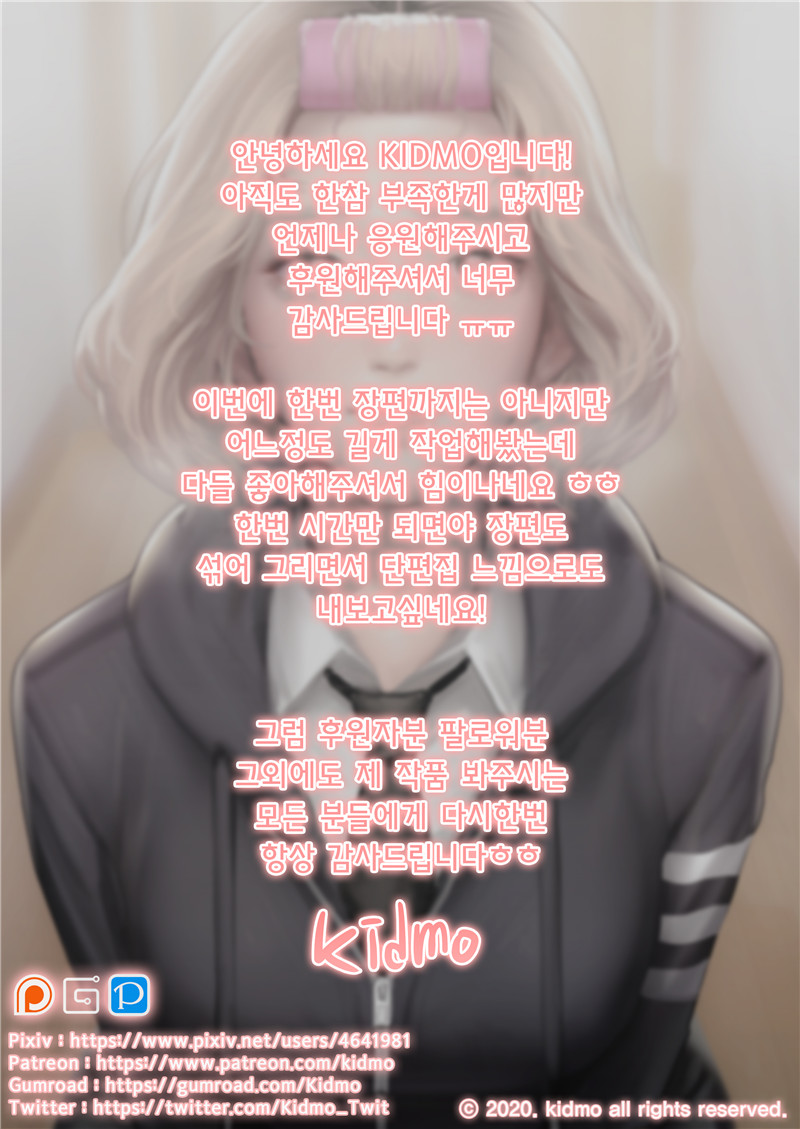 안녕하세요 KIDMO입니다!
아직도 한참 부족한게 많지만
언제나 응원해주시고
후원해주셔서 너무
감사드립니다 ㅠㅠ
이번에 한번 장편까지는 아니지만
어느정도 길게 작업해봤는데
다들 좋아해주셔서 힘이나네요 ㅎㅎ
한번 시간만 되면야 장편도
섞어 그리면서 단편집 느낌으로도
내보고싶네요!
그럼 후원자분 팔로워분
그외에도 제 작품 봐주시는
모든 분들에게 다시한번
항상 감사드립니다ㅎㅎ
Kidmo
Pixiv : https://www.pixiv.net/users/4641981
Patreon : https://www.patreon.com/kidmo
Gumroad : https://gumroad.com/Kidmo
Twitter : https://twitter.com/Kidmo_Twit
© 2020. kidmo all rights reserved.